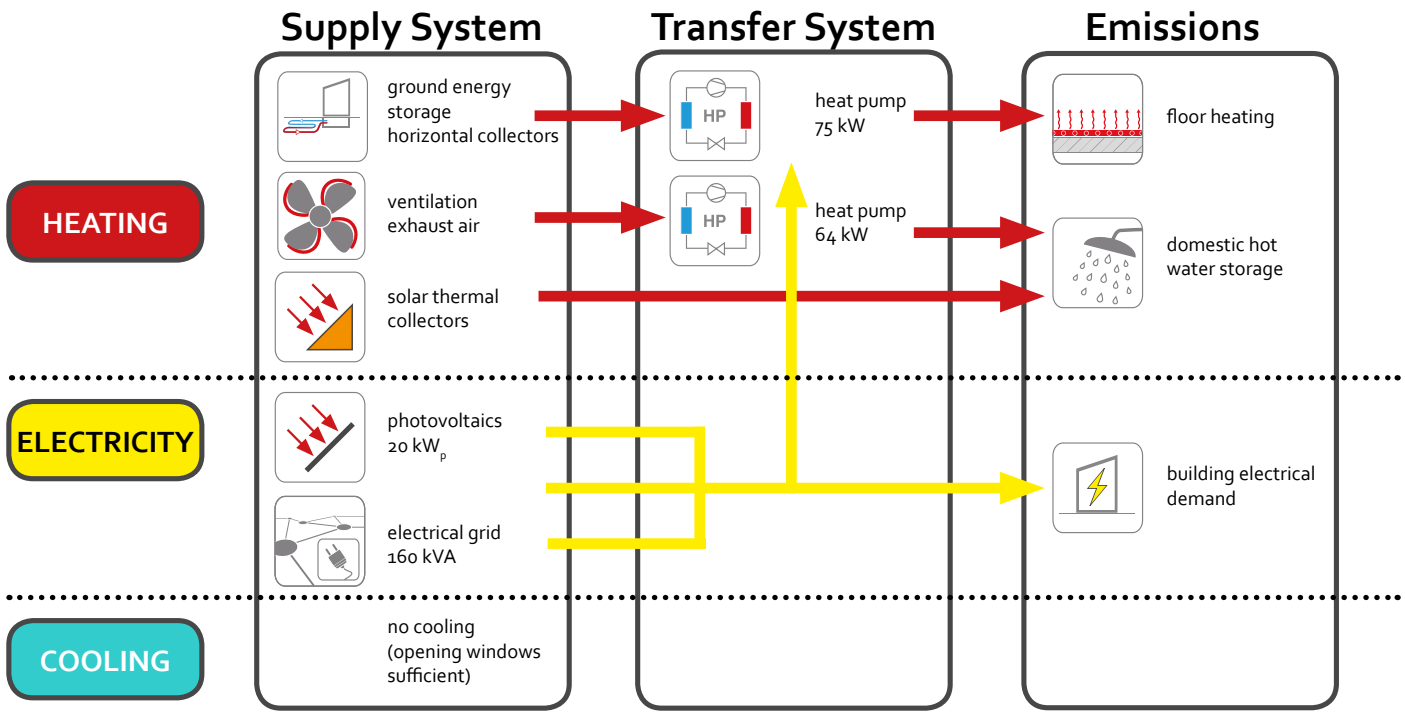 Supply System
Transfer System
Emissions
HEATING
ground energy
storage
horizontal collectors
HP
heat pump
75 kW
floor heating
ventilation
exhaust air
HP
heat pump
64 kW
domestic hot
water storage
solar thermal
collectors
ELECTRICITY
photovoltaics
20 kWp
building electrical
demand
electrical grid
160 kVA
COOLING
no cooling
(opening windows
sufficient)